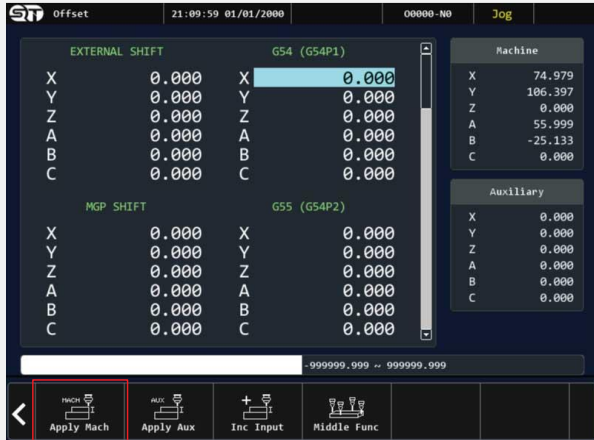 ST Offset 21:09:59 01/01/2000 O0000-N0 Jog
EXTERNAL SHIFT G54 (G54P1)
X 0.000 X 0.000
Y 0.000 Y 0.000
Z 0.000 Z 0.000
A 0.000 A 0.000
B 0.000 B 0.000
C 0.000 C 0.000
MGP SHIFT G55 (G54P2)
X 0.000 X 0.000
Y 0.000 Y 0.000
Z 0.000 Z 0.000
A 0.000 A 0.000
B 0.000 B 0.000
C 0.000 C 0.000
Machine
X 74.979
Y 106.397
Z 0.000
A 55.999
B -25.133
C 0.000
Auxiliary
X 0.000
Y 0.000
Z 0.000
A 0.000
B 0.000
C 0.000
-999999.999 ~ 999999.999
MACH
Apply Mach
AUX
Apply Aux
+
Inc Input
Middle Func